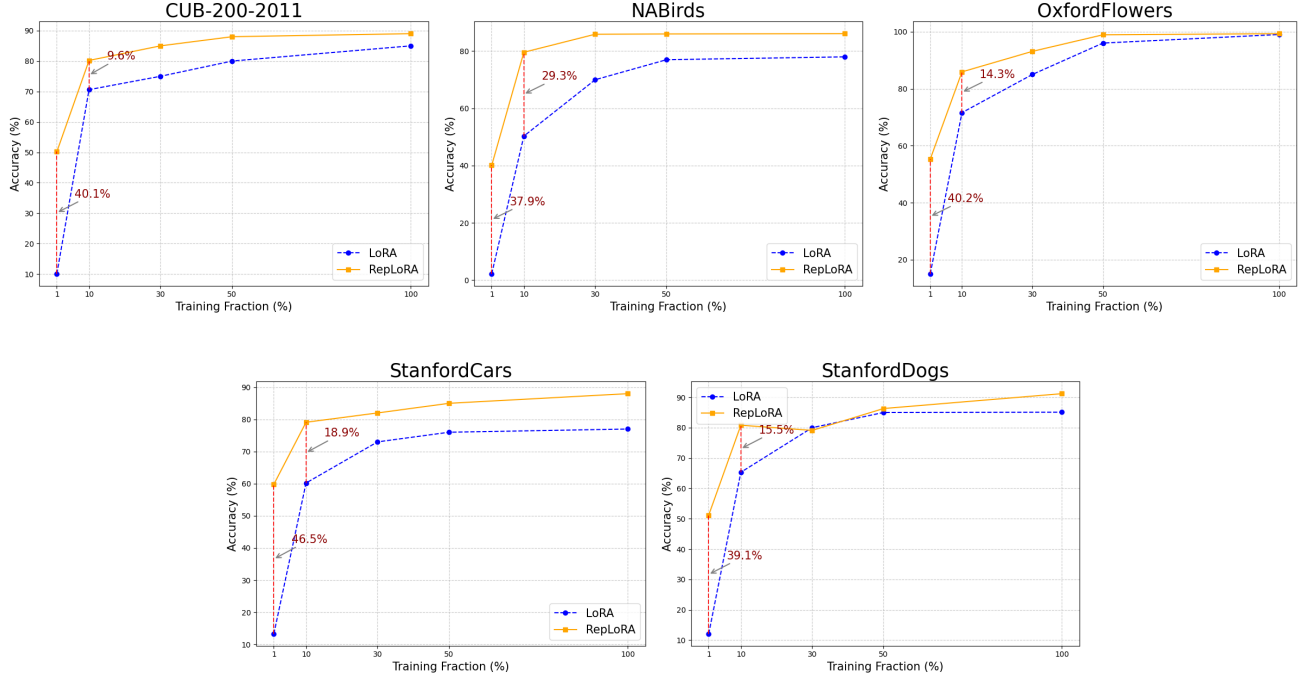 CUB-200-2011
Accuracy (%)
90
80
70
60
50
40
30
20
10
9.6%
40.1%
LoRA
RepLoRA
1
10
30
50
100
Training Fraction (%)
NABirds
Accuracy (%)
80
60
40
20
0
29.3%
37.9%
LoRA
RepLoRA
1
10
30
50
100
Training Fraction (%)
OxfordFlowers
Accuracy (%)
100
80
60
40
20
14.3%
40.2%
LoRA
RepLoRA
1
10
30
50
100
Training Fraction (%)
StanfordCars
Accuracy (%)
90
80
70
60
50
40
30
20
10
18.9%
46.5%
LoRA
RepLoRA
1
10
30
50
100
Training Fraction (%)
StanfordDogs
Accuracy (%)
90
80
70
60
50
40
30
20
10
LoRA
RepLoRA
15.5%
39.1%
1
10
30
50
100
Training Fraction (%)